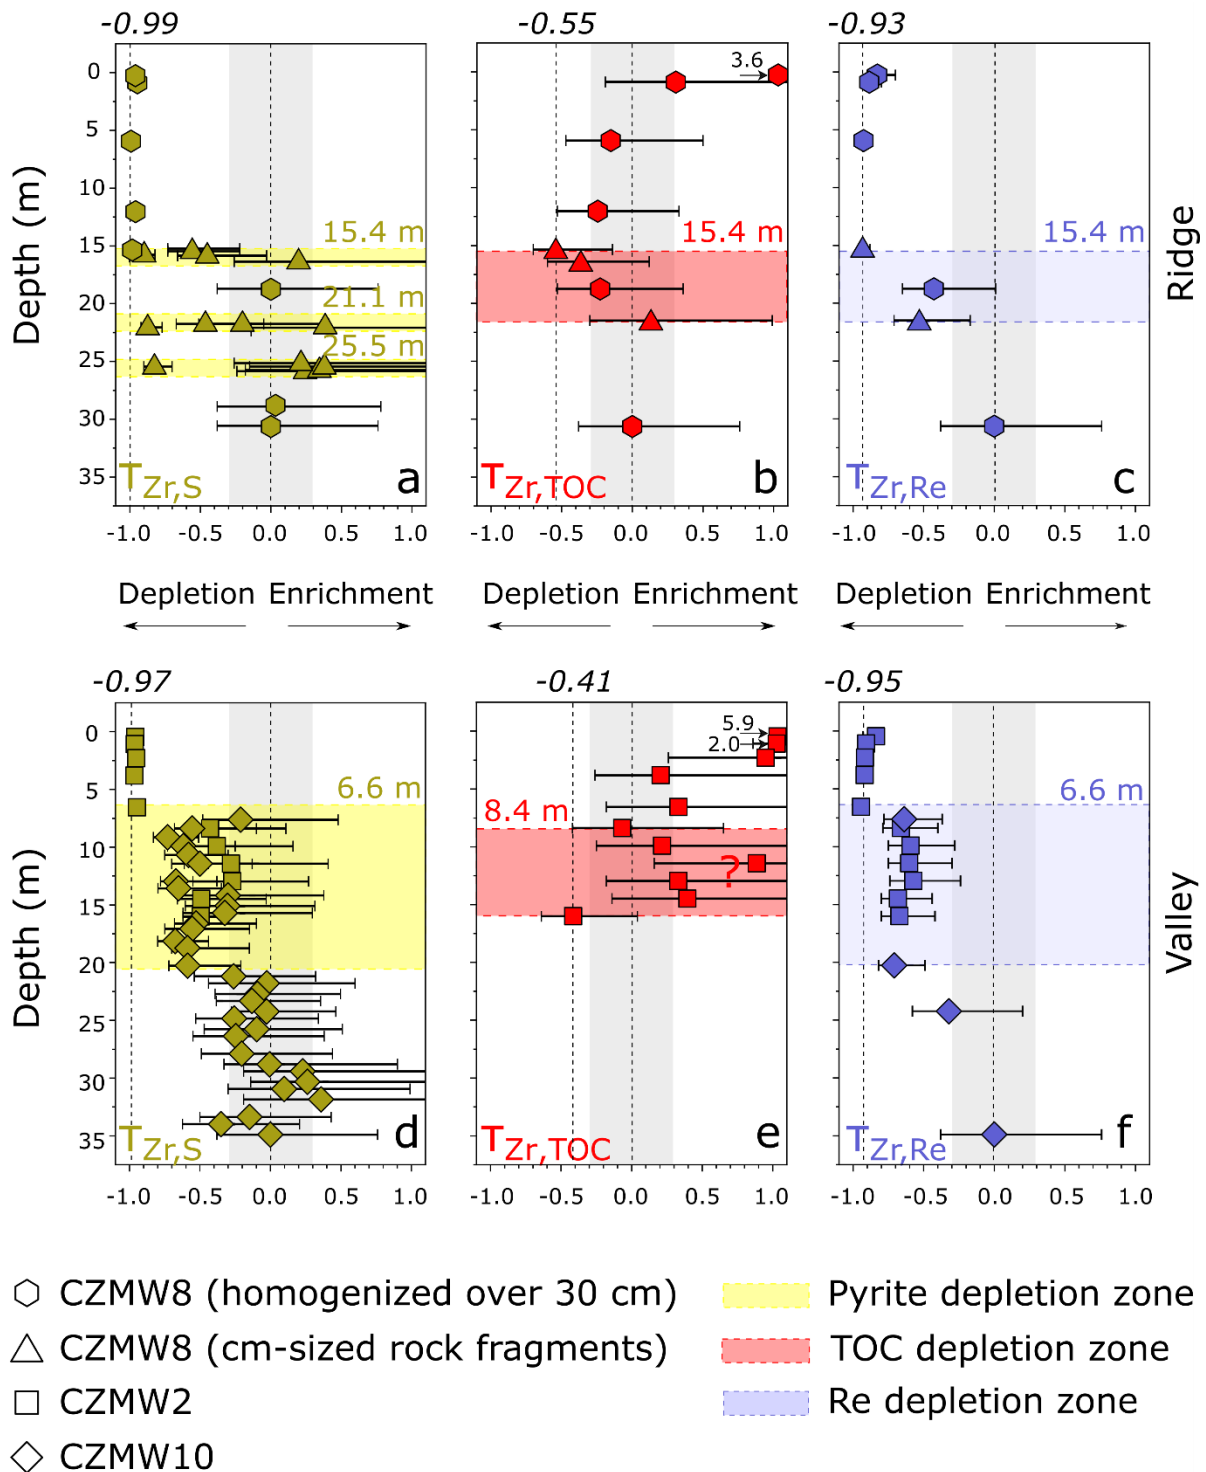 -0.99 -0.55 -0.93
3.6
0
5
10
15
20
25
30
35
Depth (m)
15.4 m
21.1 m
25.5 m
15.4 m
15.4 m
Ridge
TZr,S a
TZr,TOC b
TZr,Re c
-1.0 -0.5 0.0 0.5 1.0 -1.0 -0.5 0.0 0.5 1.0 -1.0 -0.5 0.0 0.5 1.0
Depletion Enrichment Depletion Enrichment Depletion Enrichment
-0.97 -0.41 -0.95
5.9
2.0
0
5
10
15
20
25
30
35
Depth (m)
6.6 m
8.4 m
?
6.6 m
Valley
TZr,S d
TZr,TOC e
TZr,Re f
-1.0 -0.5 0.0 0.5 1.0 -1.0 -0.5 0.0 0.5 1.0 -1.0 -0.5 0.0 0.5 1.0
CZMW8 (homogenized over 30 cm)
CZMW8 (cm-sized rock fragments)
CZMW2
CZMW10
Pyrite depletion zone
TOC depletion zone
Re depletion zone